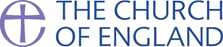 THE CHURCH
OF ENGLAND